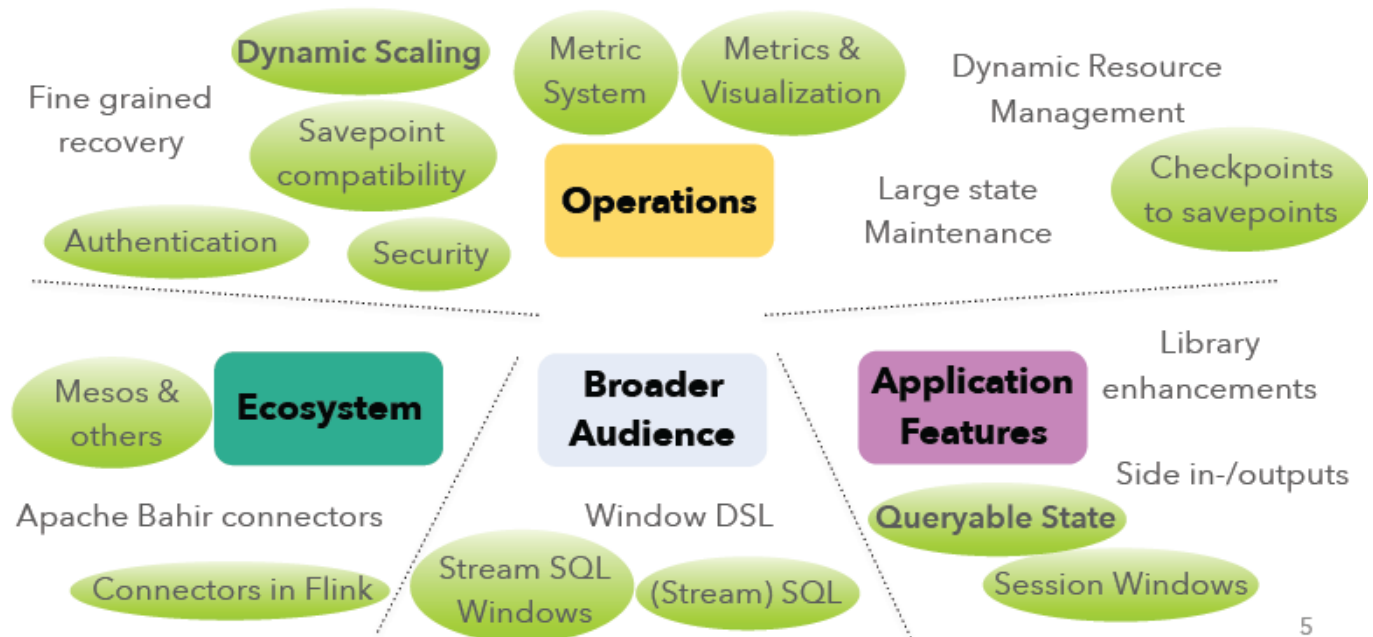 Dynamic Scaling
Metric
System
Metrics &
Visualization
Dynamic Resource
Management
Fine grained
recovery
Savepoint
compatibility
Operations
Large state
Maintenance
Checkpoints
to savepoints
Authentication
Security
Mesos &
others
Ecosystem
Apache Bahir connectors
Connectors in Flink
Broader
Audience
Window DSL
Stream SQL
Windows
(Stream) SQL
Application
Features
Library
enhancements
Side in-/outputs
Queryable State
Session Windows
5